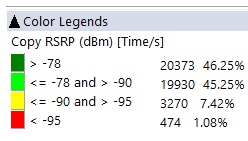 Color Legends
Copy RSRP (dBm) [Time/s]
> -78 20373 46.25%
<= -78 and > -90 19930 45.25%
<= -90 and > -95 3270 7.42%
< -95 474 1.08%